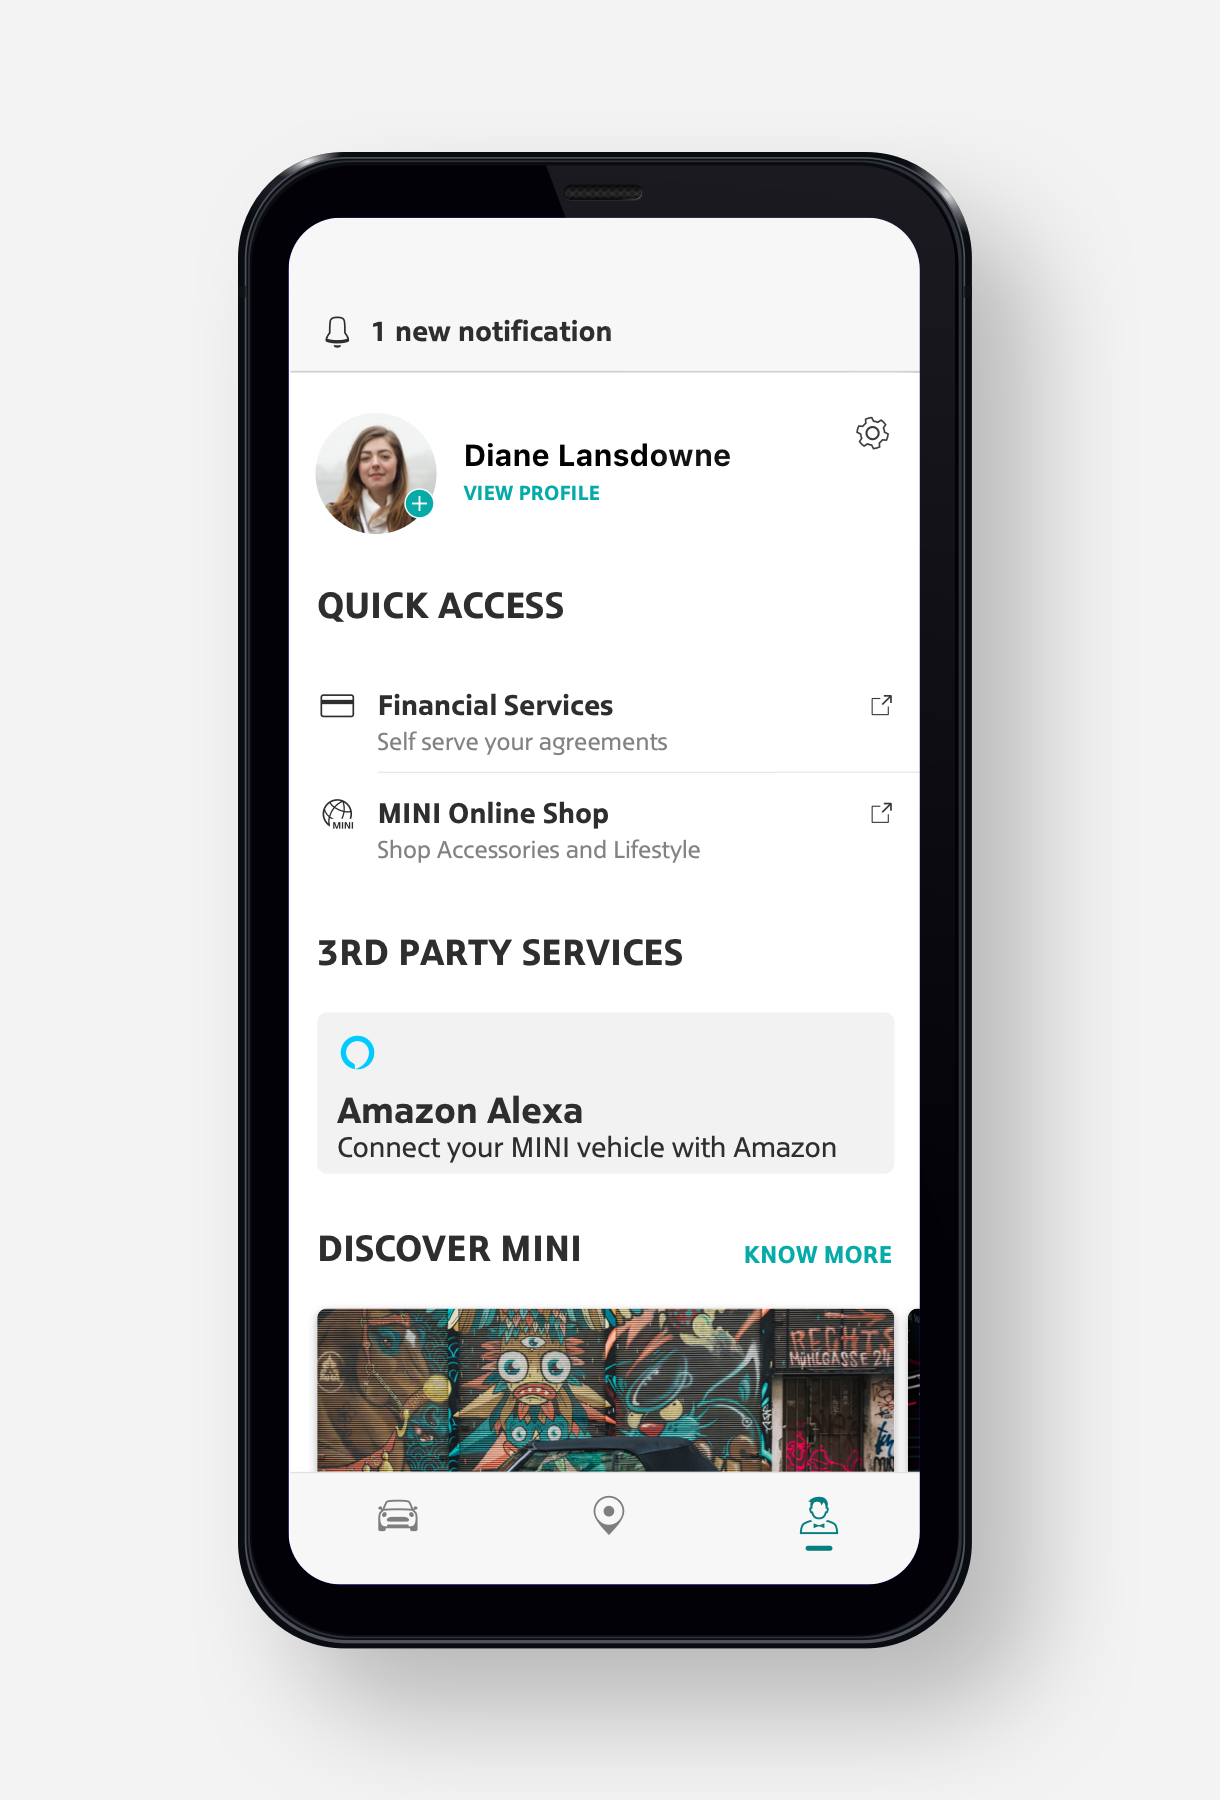 1 new notification
Diane Lansdowne
VIEW PROFILE
QUICK ACCESS
Financial Services
Self serve your agreements
MINI Online Shop
MINI
Shop Accessories and Lifestyle
3RD PARTY SERVICES
Amazon Alexa
Connect your MINI vehicle with Amazon
DISCOVER MINI
KNOW MORE
RECHTS
MÜHLGASSE 24